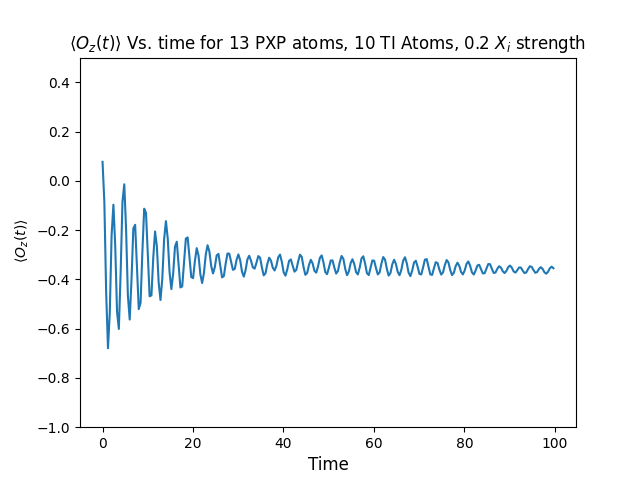 ⟨O_z(t)⟩ Vs. time for 13 PXP atoms, 10 TI Atoms, 0.2 X_i strength
⟨O_z(t)⟩
0.4
0.2
0.0
−0.2
−0.4
−0.6
−0.8
−1.0
0 20 40 60 80 100
Time